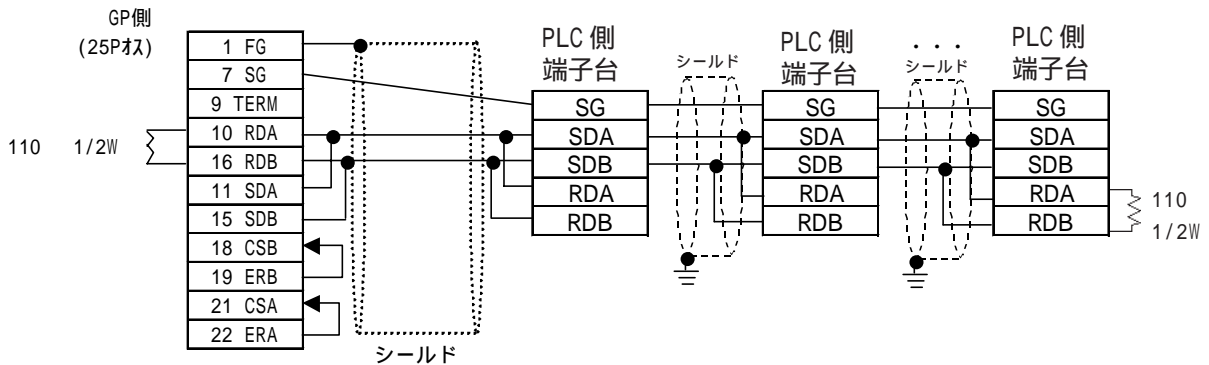 GP側
(25Pオス)
1 FG
7 SG
9 TERM
10 RDA
16 RDB
11 SDA
15 SDB
18 CSB
19 ERB
21 CSA
22 ERA
110 1/2W
シールド
PLC 側
端子台
SG
SDA
SDB
RDA
RDB
シールド
PLC 側
端子台
SG
SDA
SDB
RDA
RDB
・・・
シールド
PLC 側
端子台
SG
SDA
SDB
RDA
RDB
110
1/2W